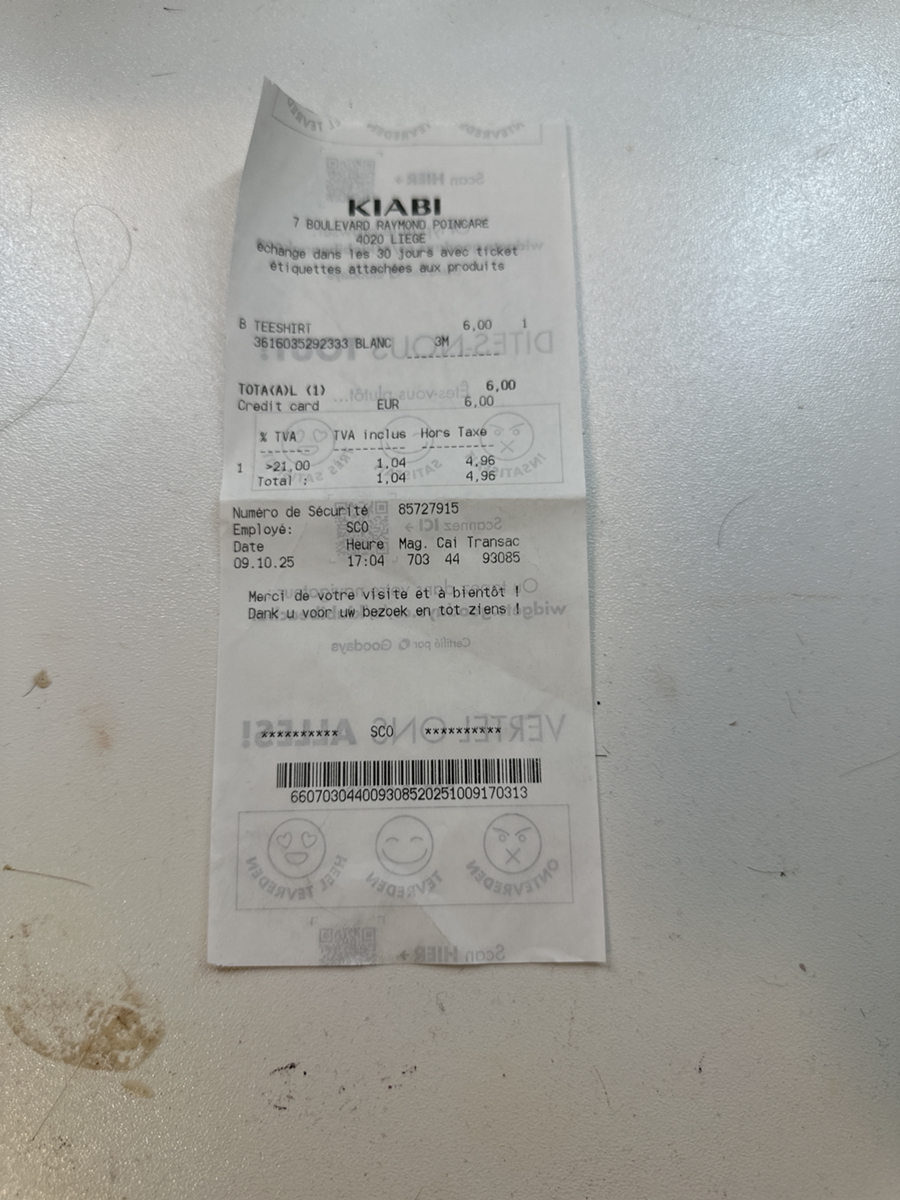 KIABI
7 BOULEVARD RAYMOND POINCARE
4020 LIEGE
échange dans les 30 jours avec ticket
étiquettes attachées aux produits
B TEESHIRT 6,00 1
3616035292333 BLANC 3M
TOTA(A)L (1) 6,00
Credit card EUR 6,00
% TVA TVA inclus Hors Taxe
1 >21,00 1,04 4,96
Total : 1,04 4,96
Numéro de Sécurité 85727915
Employé: SCO
Date Heure Mag. Cai Transac
09.10.25 17:04 703 44 93085
Merci de votre visite et à bientôt !
Dank u voor uw bezoek en tot ziens !
********** SCO **********
660703044009308520251009170313